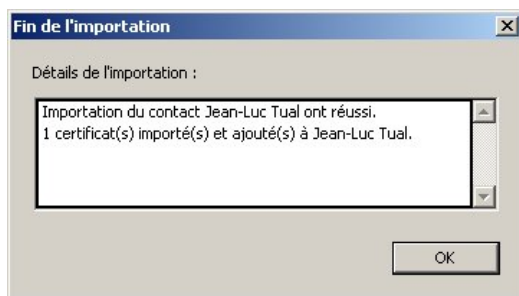 Fin de l'importation
Détails de l'importation :
Importation du contact Jean-Luc Tual ont réussi.
1 certificat(s) importé(s) et ajouté(s) à Jean-Luc Tual.
OK